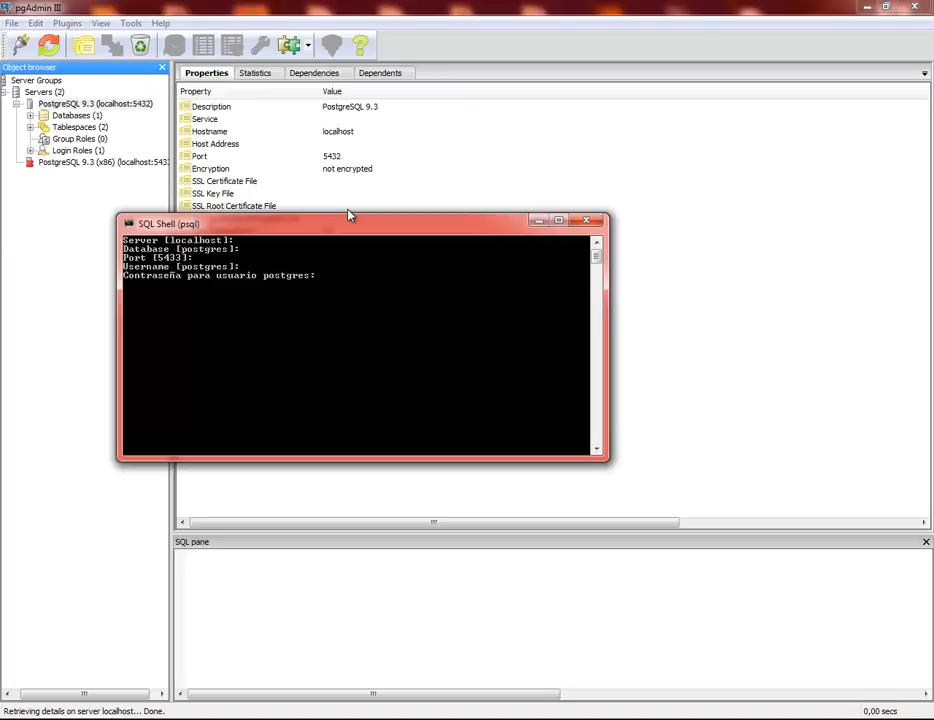 pgAdmin III
File Edit Plugins View Tools Help
Object browser
Server Groups
Servers (2)
PostgreSQL 9.3 (localhost:5432)
Databases (1)
Tablespaces (2)
Group Roles (0)
Login Roles (1)
PostgreSQL 9.3 (x86) (localhost:543
Properties Statistics Dependencies Dependents
Property Value
Description PostgreSQL 9.3
Service
Hostname localhost
Host Address
Port 5432
Encryption not encrypted
SSL Certificate File
SSL Key File
SSL Root Certificate File
SQL Shell (psql)
Server [localhost]:
Database [postgres]:
Port [5433]:
Username [postgres]:
Contraseña para usuario postgres:
SQL pane
Retrieving details on server localhost... Done. 0,00 secs